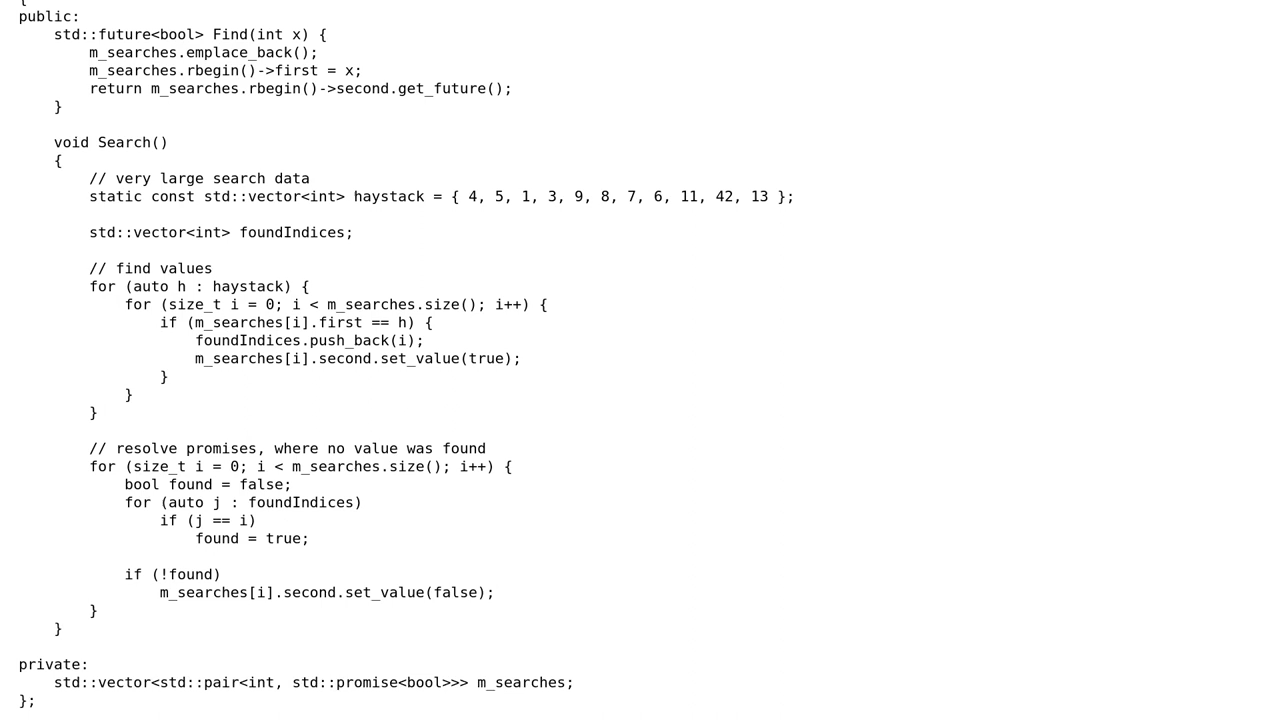 {
public:
    std::future<bool> Find(int x) {
        m_searches.emplace_back();
        m_searches.rbegin()->first = x;
        return m_searches.rbegin()->second.get_future();
    }

    void Search()
    {
        // very large search data
        static const std::vector<int> haystack = { 4, 5, 1, 3, 9, 8, 7, 6, 11, 42, 13 };

        std::vector<int> foundIndices;

        // find values
        for (auto h : haystack) {
            for (size_t i = 0; i < m_searches.size(); i++) {
                if (m_searches[i].first == h) {
                    foundIndices.push_back(i);
                    m_searches[i].second.set_value(true);
                }
            }
        }

        // resolve promises, where no value was found
        for (size_t i = 0; i < m_searches.size(); i++) {
            bool found = false;
            for (auto j : foundIndices)
                if (j == i)
                    found = true;

            if (!found)
                m_searches[i].second.set_value(false);
        }
    }

private:
    std::vector<std::pair<int, std::promise<bool>>> m_searches;
};